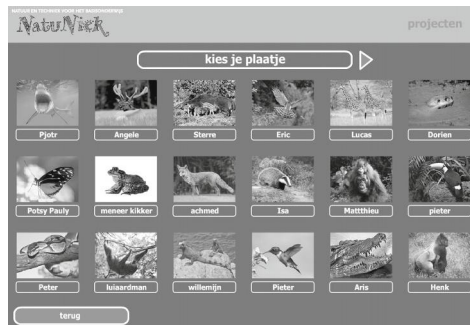 NATUUR EN TECHNIEK VOOR HET BASISONDERWIJS
NatuNiek
projecten
kies je plaatje
Pjotr
Angele
Sterre
Eric
Lucas
Dorien
Potsy Pauly
meneer kikker
achmed
Isa
Mattthieu
pieter
Peter
luiaardman
willemijn
Pieter
Aris
Henk
terug